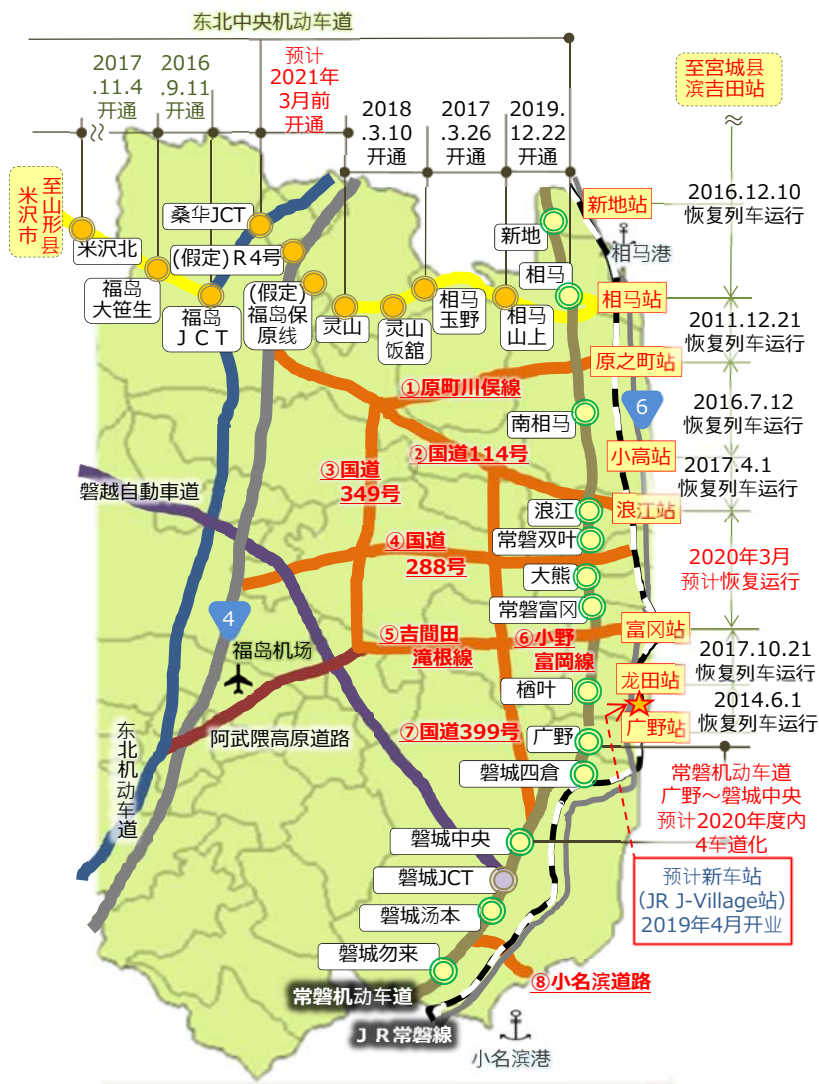 东北中央机动车道
2017
.11.4
开通
2016
.9.11
开通
预计
2021年
3月前
开通
2018
.3.10
开通
2017
.3.26
开通
2019.
12.22
开通
至宮城县
滨吉田站
至山形县
米沢市
米沢北
福岛
大笹生
福岛
ＪＣＴ
桑华JCT
(假定)Ｒ4号
(假定)
福岛保
原线
灵山
灵山
饭舘
相马
玉野
相马
山上
新地
相马
新地站
相马港
相马站
原之町站
6
小高站
浪江站
富冈站
龙田站
广野站
2016.12.10
恢复列车运行
2011.12.21
恢复列车运行
2016.7.12
恢复列车运行
2017.4.1
恢复列车运行
2020年3月
预计恢复运行
2017.10.21
恢复列车运行
2014.6.1
恢复列车运行
①原町川俣線
南相马
②国道114号
③国道
349号
磐越自動車道
浪江
常磐双叶
④国道
288号
大熊
常磐富冈
4
⑤吉間田
滝根線
⑥小野
富岡線
福岛机场
楢叶
阿武隈高原道路
⑦国道399号
广野
东北机动车道
磐城四倉
常磐机动车道
广野～磐城中央
预计2020年度内
4车道化
磐城中央
磐城JCT
预计新车站
(JR J-Village站)
2019年4月开业
磐城汤本
磐城勿来
⑧小名滨道路
常磐机动车道
ＪＲ常磐線
小名滨港